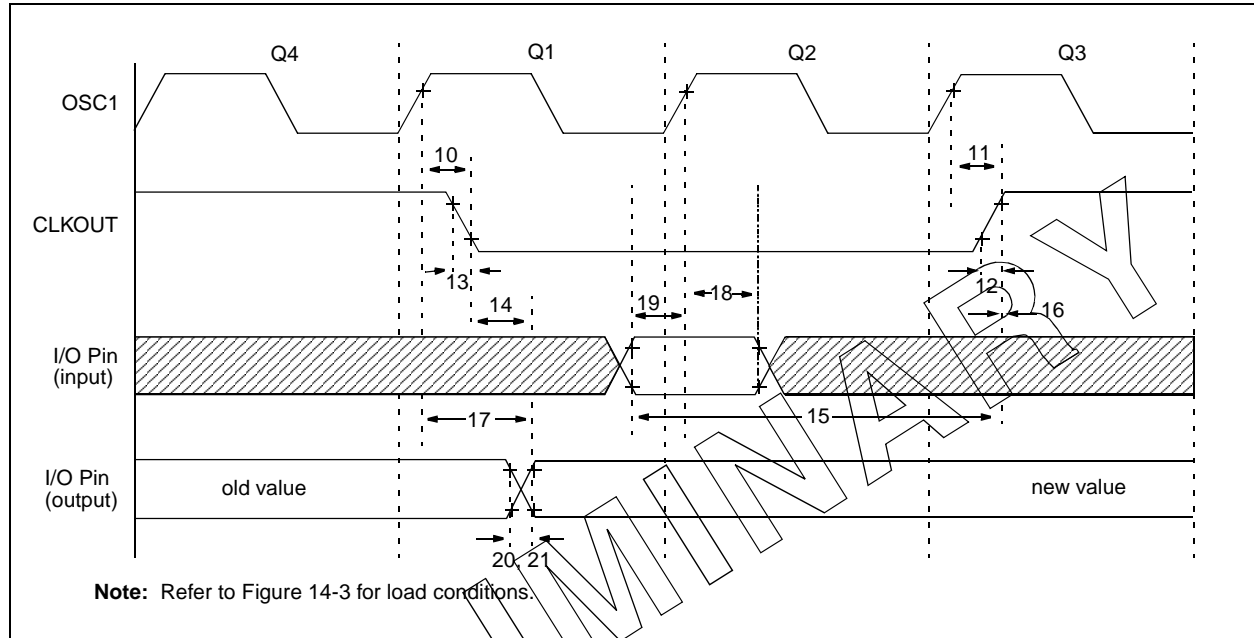 Q4 Q1 Q2 Q3
OSC1
10 11
CLKOUT
13 12
14 19 18 16
I/O Pin
(input)
17 15
I/O Pin
(output)
old value new value
20, 21
Note: Refer to Figure 14-3 for load conditions.
IMINARY